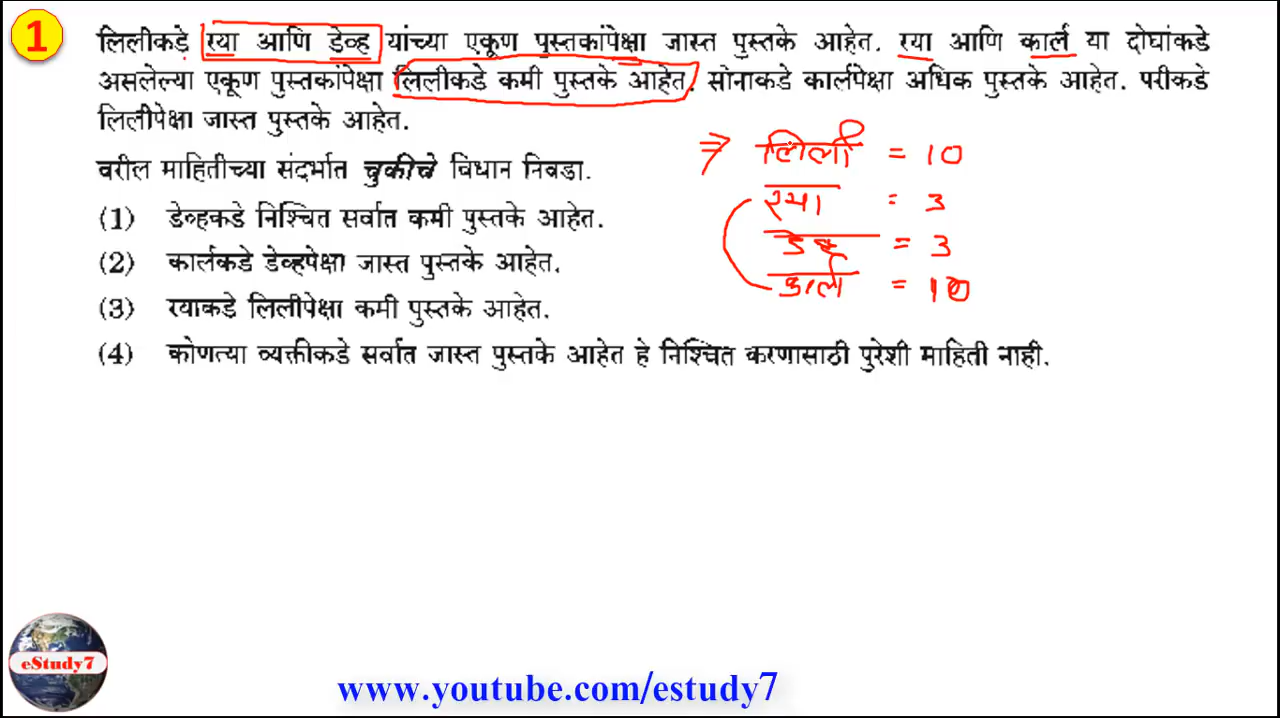 1
लिलीकडे रया आणि डेव्ह यांच्या एकूण पुस्तकांपेक्षा जास्त पुस्तके आहेत. रया आणि कार्ल या दोघांकडे
असलेल्या एकूण पुस्तकांपेक्षा लिलीकडे कमी पुस्तके आहेत. सोनाकडे कार्लपेक्षा अधिक पुस्तके आहेत. परीकडे
लिलीपेक्षा जास्त पुस्तके आहेत.
वरील माहितीच्या संदर्भात चुकीचे विधान निवडा.
(1) डेव्हकडे निश्चित सर्वात कमी पुस्तके आहेत.
(2) कार्लकडे डेव्हपेक्षा जास्त पुस्तके आहेत.
(3) रयाकडे लिलीपेक्षा कमी पुस्तके आहेत.
(4) कोणत्या व्यक्तीकडे सर्वात जास्त पुस्तके आहेत हे निश्चित करणासाठी पुरेशी माहिती नाही.
⇒ लिली = 10
रया = 3
डेव्ह = 3
कार्ल = 10
eStudy7
www.youtube.com/estudy7